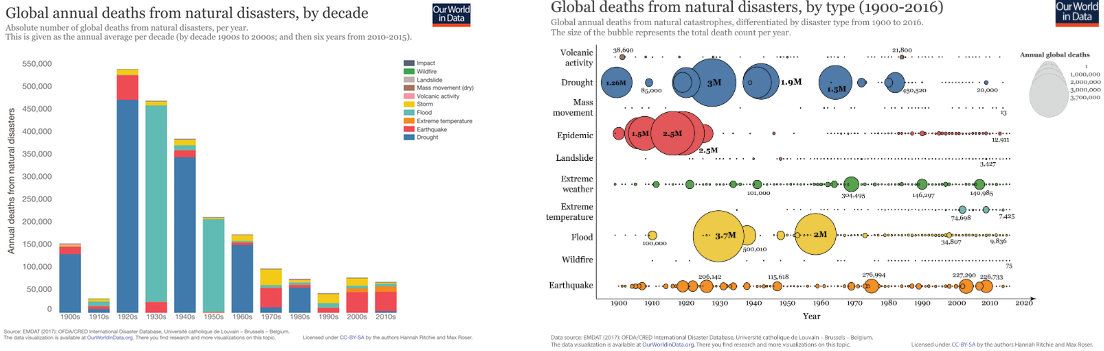 Global annual deaths from natural disasters, by decade
Absolute number of global deaths from natural disasters, per year.
This is given as the annual average per decade (by decade 1900s to 2000s; and then six years from 2010-2015).
Our World
in Data
Annual deaths from natural disasters
550,000
500,000
450,000
400,000
350,000
300,000
250,000
200,000
150,000
100,000
50,000
0
1900s 1910s 1920s 1930s 1940s 1950s 1960s 1970s 1980s 1990s 2000s 2010s
Impact
Wildfire
Landslide
Mass movement (dry)
Volcanic activity
Storm
Flood
Extreme temperature
Earthquake
Drought
Source: EMDAT (2017): OFDA/CRED International Disaster Database, Université catholique de Louvain – Brussels – Belgium.
The data visualization is available at OurWorldinData.org. There you find research and more visualizations on this topic.
Licensed under CC-BY-SA by the authors Hannah Ritchie and Max Roser.
Global deaths from natural disasters, by type (1900-2016)
Global annual deaths from natural catastrophes, differentiated by disaster type from 1900 to 2016.
The size of the bubble represents the total death count per year.
Our World
in Data
Annual global deaths
1
1,000,000
2,000,000
3,000,000
3,700,000
Volcanic
activity
38,690
21,800
Drought
1.26M
85,000
3M
1.9M
1.5M
450,520
20,000
Mass
movement
13
Epidemic
1.5M
2.5M
2.5M
12,911
Landslide
3,427
Extreme
weather
101,000
304,495
146,297
140,985
Extreme
temperature
74,698
7,425
Flood
100,000
3.7M
500,010
2M
34,807
9,836
Wildfire
75
Earthquake
206,142
115,618
276,994
227,290
226,733
1900 1910 1920 1930 1940 1950 1960 1970 1980 1990 2000 2010 2020
Year
Data source: EMDAT (2017): OFDA/CRED International Disaster Database, Université catholique de Louvain – Brussels – Belgium.
The data visualization is available at OurWorldinData.org. There you find research and more visualizations on this topic.
Licensed under CC-BY-SA by the authors Hannah Ritchie and Max Roser.